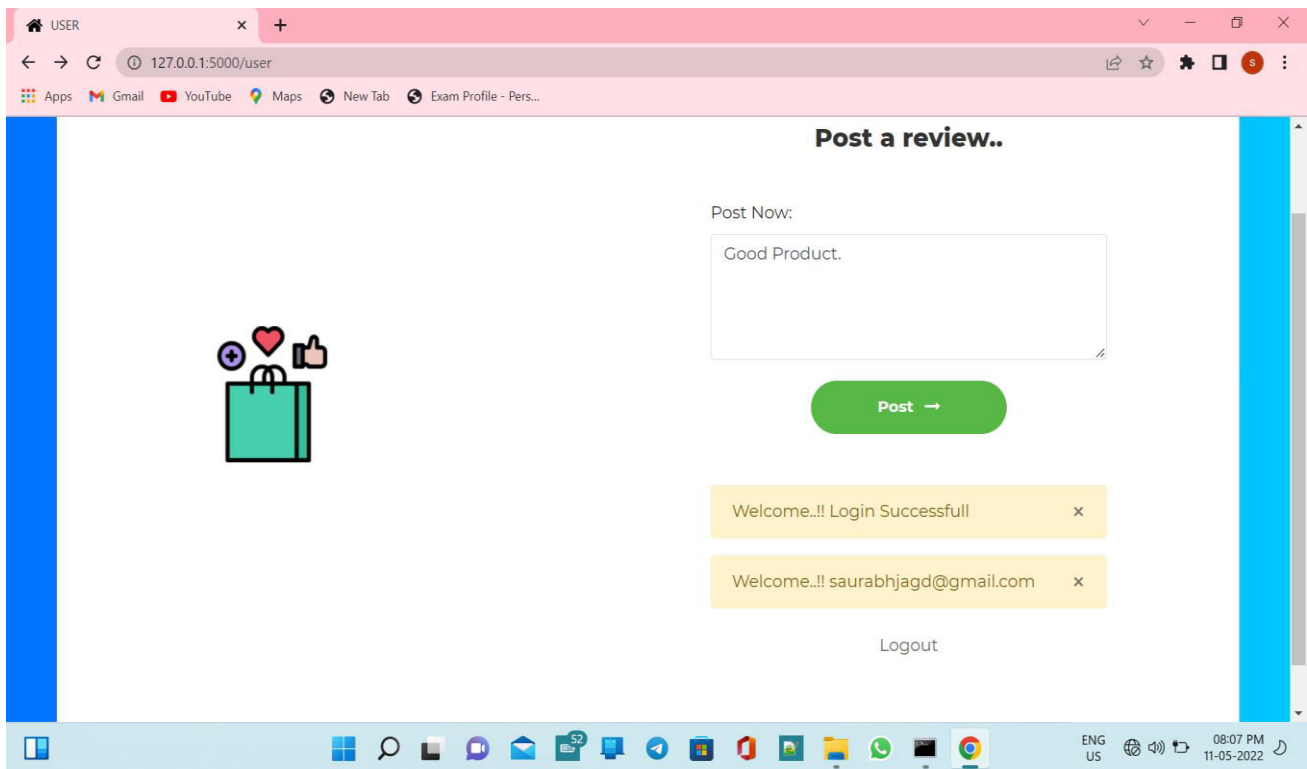 USER
127.0.0.1:5000/user
Apps Gmail YouTube Maps New Tab Exam Profile - Pers...
S
Post a review..
Post Now:
Good Product.
Post →
Welcome..!! Login Successfull ×
Welcome..!! saurabhjagd@gmail.com ×
Logout
52
ENG
US
08:07 PM
11-05-2022